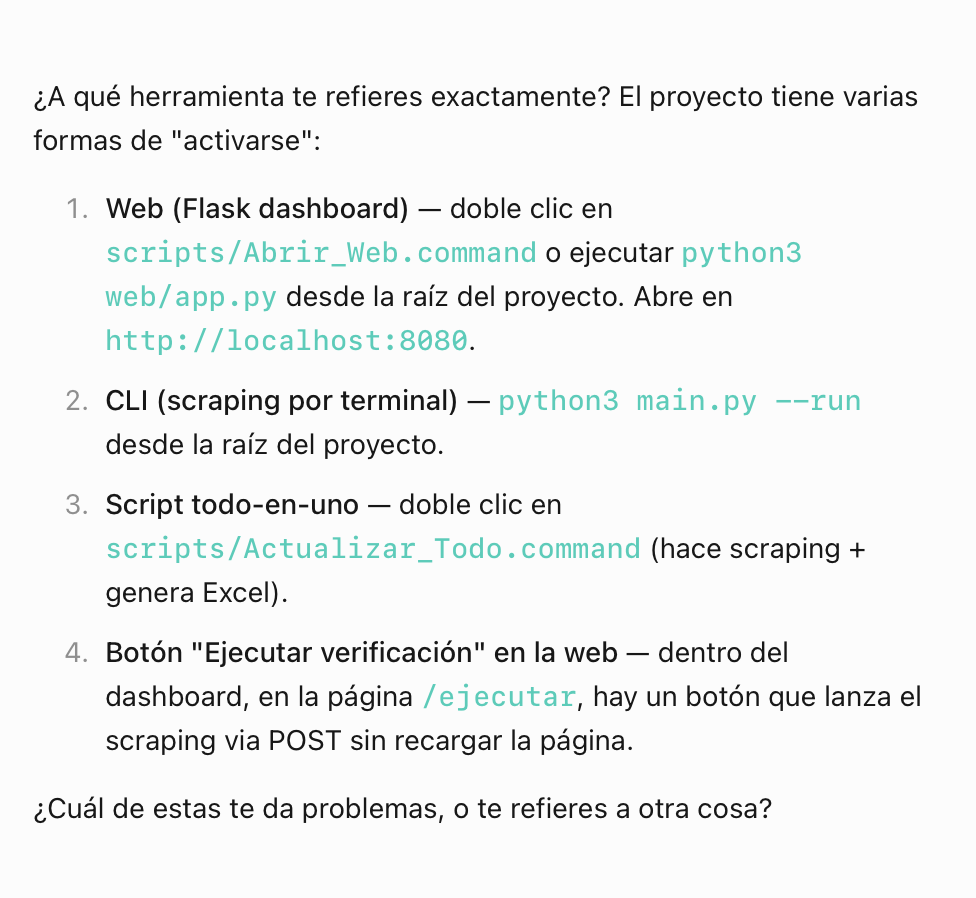 ¿A qué herramienta te refieres exactamente? El proyecto tiene varias
formas de "activarse":
1. Web (Flask dashboard) — doble clic en
scripts/Abrir_Web.command o ejecutar python3
web/app.py desde la raíz del proyecto. Abre en
http://localhost:8080.
2. CLI (scraping por terminal) — python3 main.py --run
desde la raíz del proyecto.
3. Script todo-en-uno — doble clic en
scripts/Actualizar_Todo.command (hace scraping +
genera Excel).
4. Botón "Ejecutar verificación" en la web — dentro del
dashboard, en la página /ejecutar, hay un botón que lanza el
scraping via POST sin recargar la página.
¿Cuál de estas te da problemas, o te refieres a otra cosa?